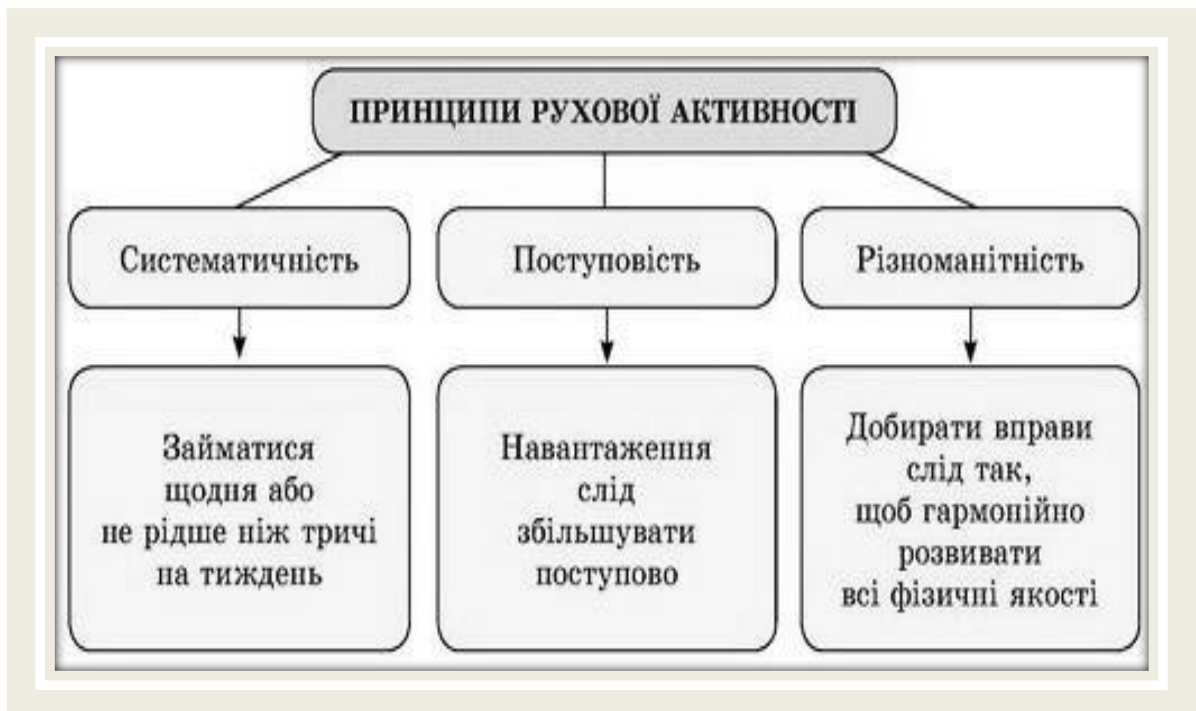 ПРИНЦИПИ РУХОВОЇ АКТИВНОСТІ
Систематичність
Поступовість
Різноманітність
Займатися
щодня або
не рідше ніж тричі
на тиждень
Навантаження
слід
збільшувати
поступово
Добирати вправи
слід так,
щоб гармонійно
розвивати
всі фізичні якості